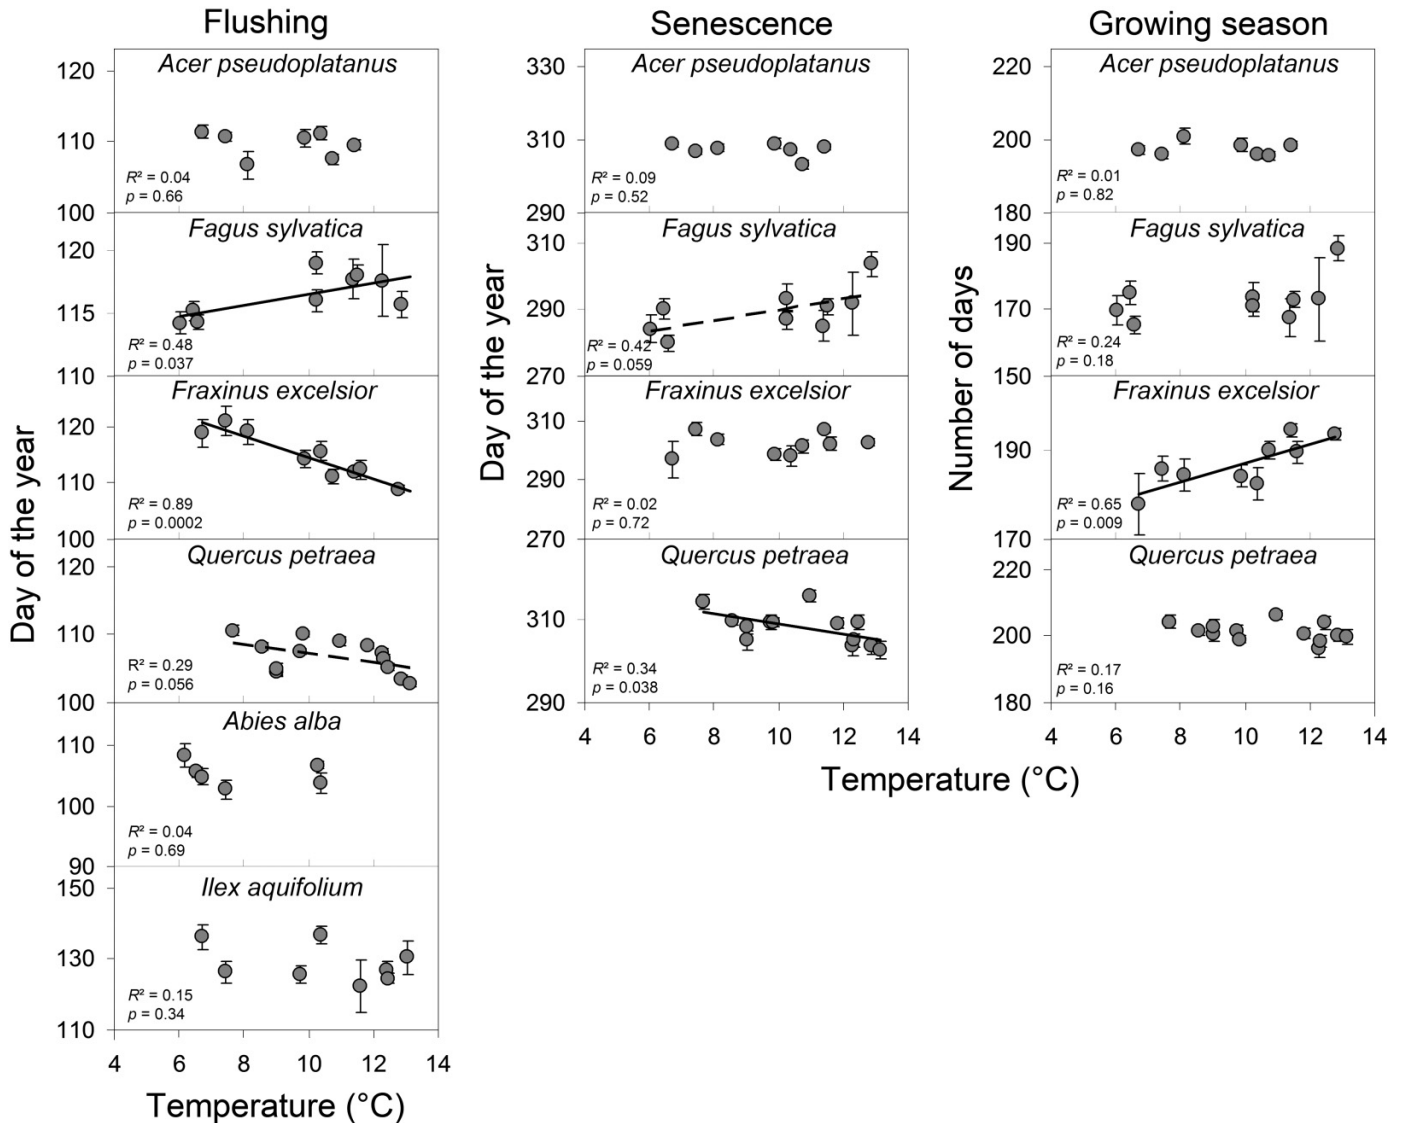 Flushing
Senescence
Growing season
Day of the year
120
110
100
Acer pseudoplatanus
R² = 0.04
p = 0.66
120
115
110
Fagus sylvatica
R² = 0.48
p = 0.037
120
110
100
Fraxinus excelsior
R² = 0.89
p = 0.0002
120
110
100
Quercus petraea
R² = 0.29
p = 0.056
110
100
90
Abies alba
R² = 0.04
p = 0.69
150
130
110
Ilex aquifolium
R² = 0.15
p = 0.34
4 6 8 10 12 14
Temperature (°C)
Day of the year
330
310
290
Acer pseudoplatanus
R² = 0.09
p = 0.52
310
290
270
Fagus sylvatica
R² = 0.42
p = 0.059
310
290
270
Fraxinus excelsior
R² = 0.02
p = 0.72
310
290
Quercus petraea
R² = 0.34
p = 0.038
4 6 8 10 12 14
Number of days
220
200
180
Acer pseudoplatanus
R² = 0.01
p = 0.82
190
170
150
Fagus sylvatica
R² = 0.24
p = 0.18
190
170
Fraxinus excelsior
R² = 0.65
p = 0.009
220
200
180
Quercus petraea
R² = 0.17
p = 0.16
4 6 8 10 12 14
Temperature (°C)